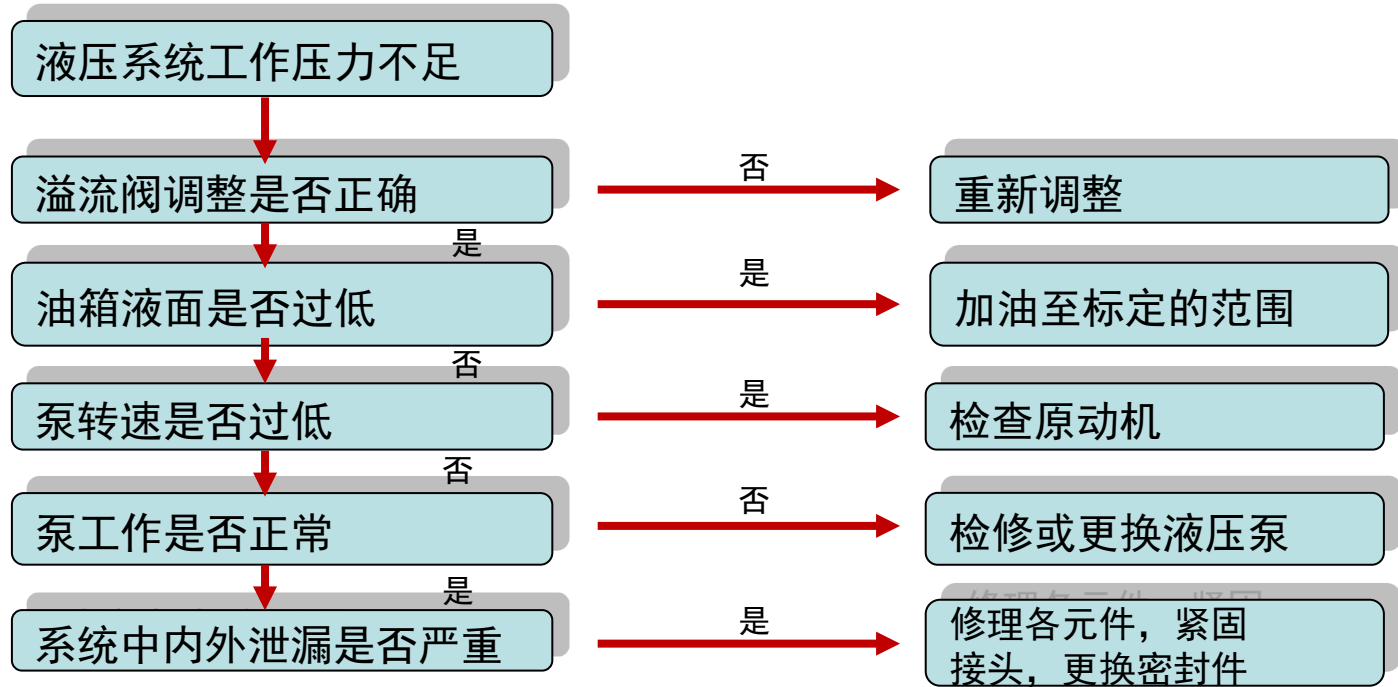 液压系统工作压力不足
溢流阀调整是否正确
否
重新调整
是
油箱液面是否过低
是
加油至标定的范围
否
泵转速是否过低
是
检查原动机
否
泵工作是否正常
否
检修或更换液压泵
是
系统中内外泄漏是否严重
是
修理各元件，紧固
接头，更换密封件